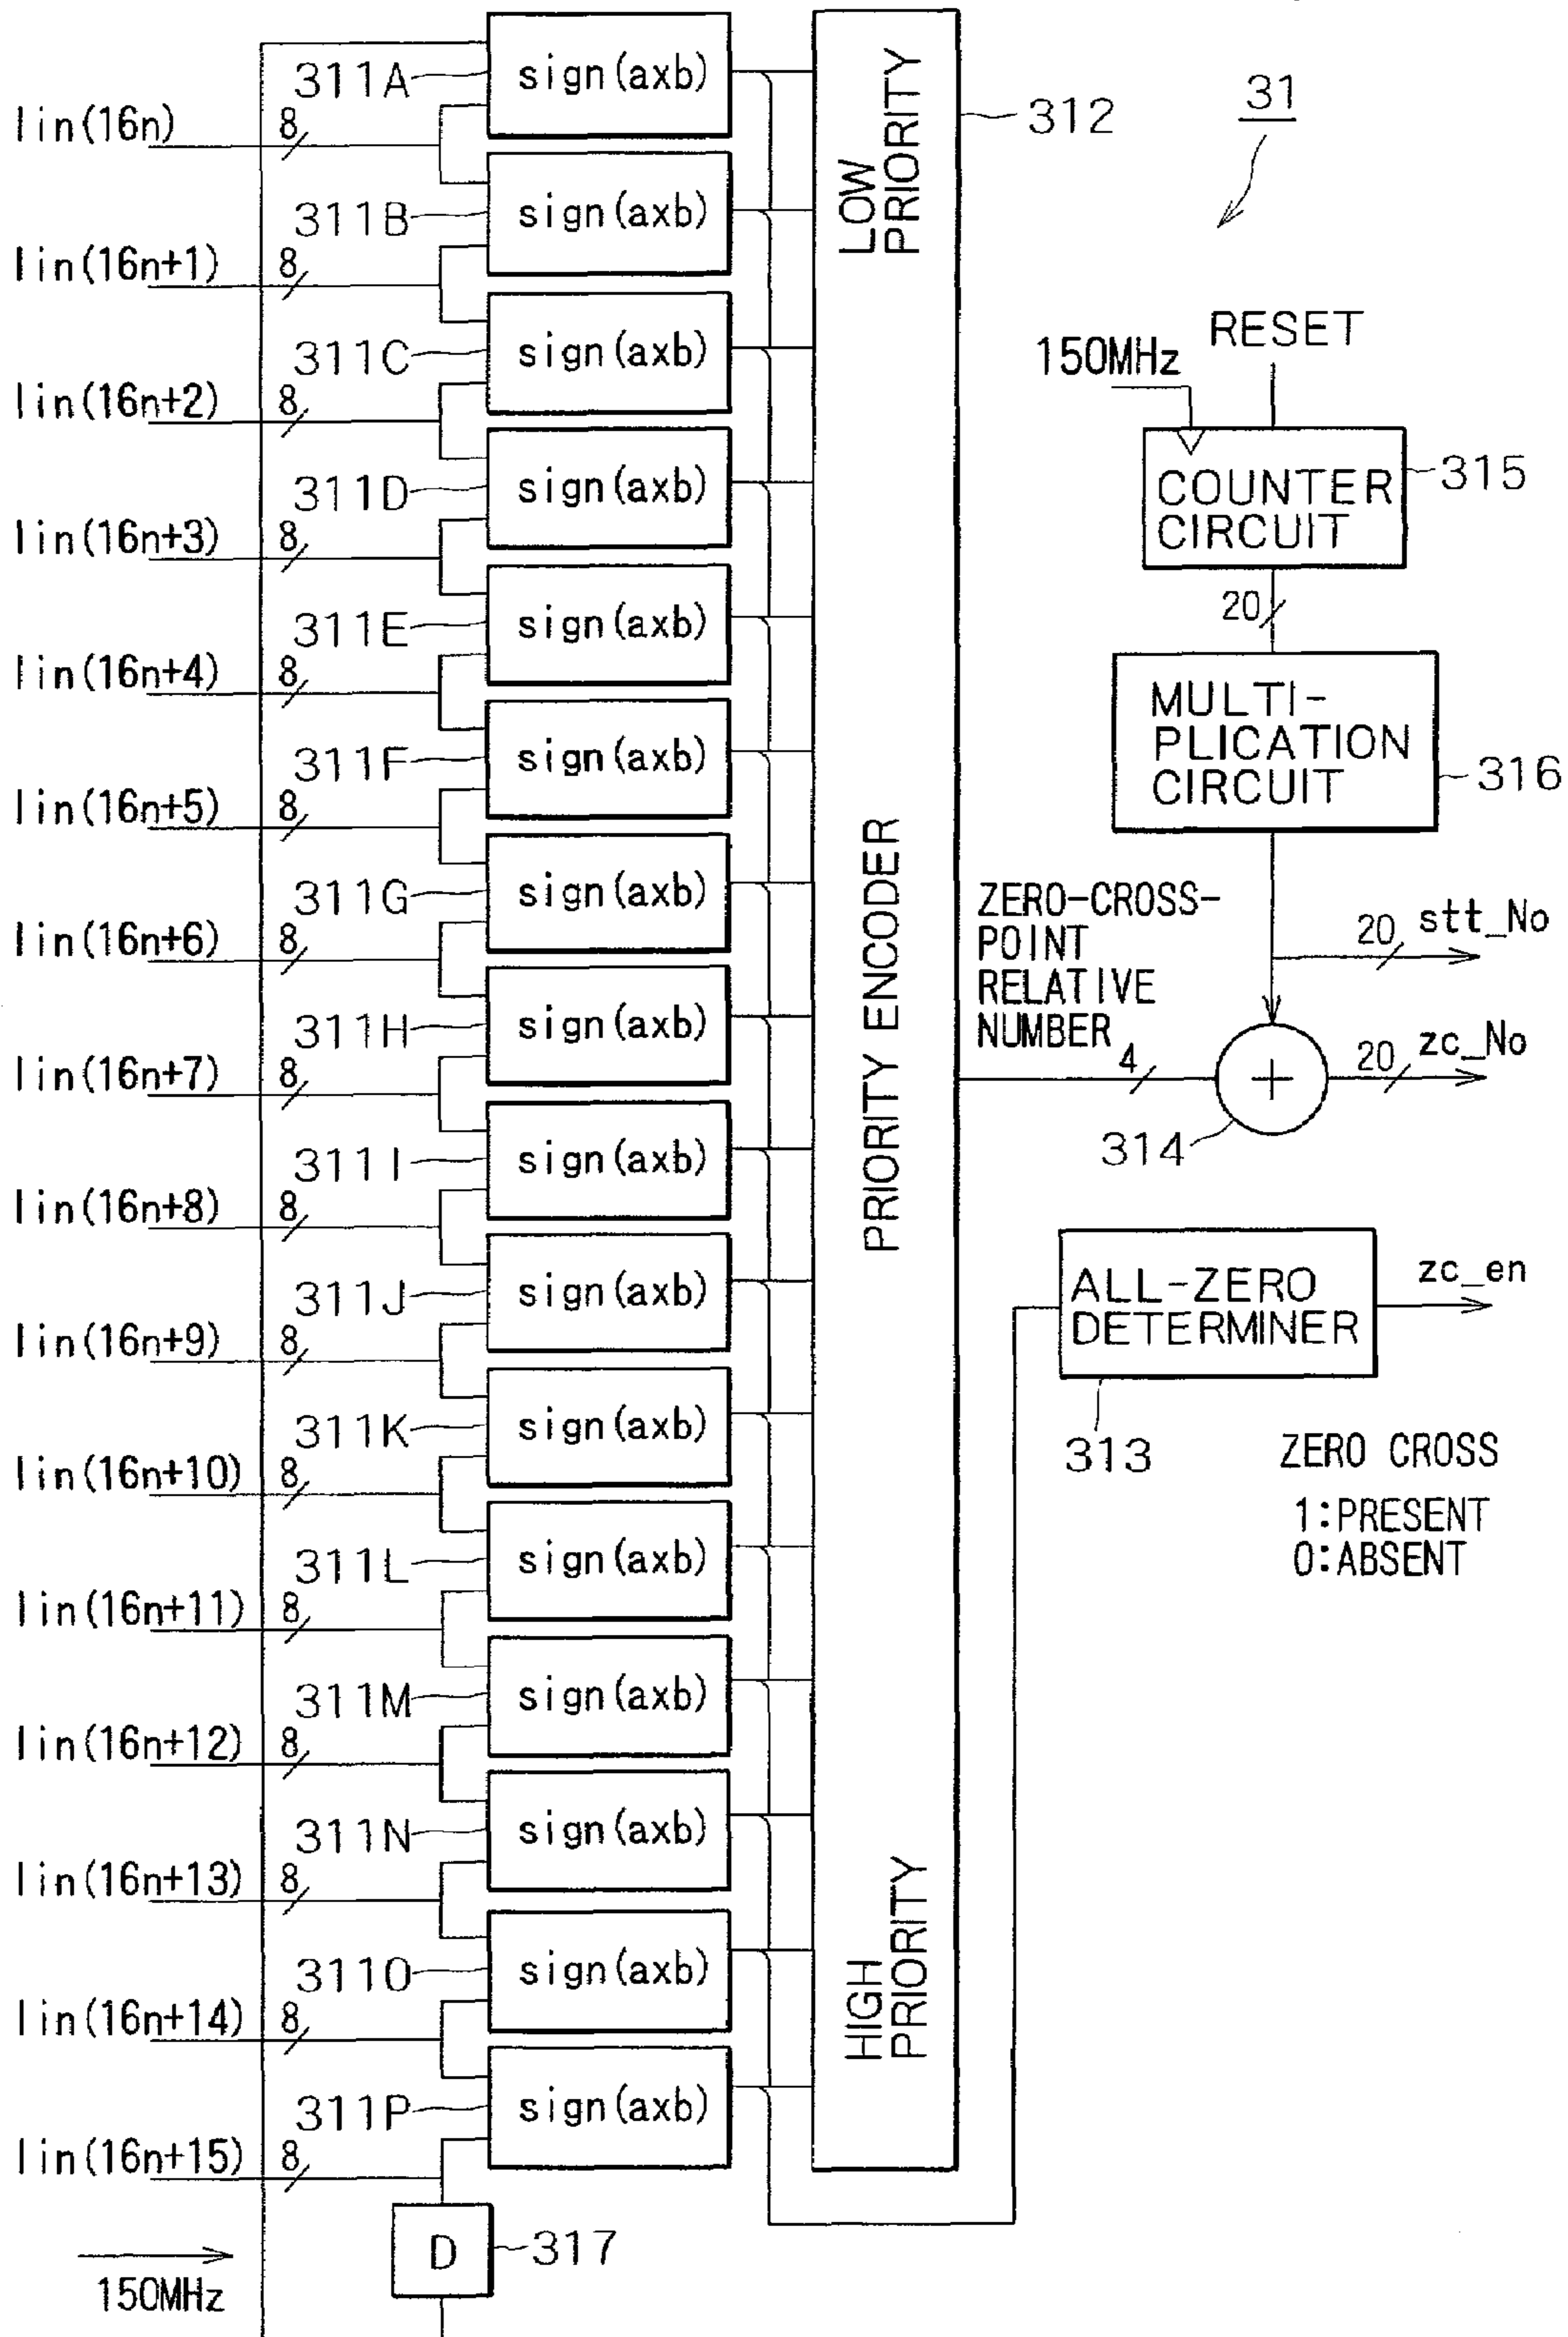 311A
sign(axb)
lin(16n)
8
311B
sign(axb)
lin(16n+1)
8
311C
sign(axb)
lin(16n+2)
8
311D
sign(axb)
lin(16n+3)
8
311E
sign(axb)
lin(16n+4)
8
311F
sign(axb)
lin(16n+5)
8
311G
sign(axb)
lin(16n+6)
8
311H
sign(axb)
lin(16n+7)
8
311I
sign(axb)
lin(16n+8)
8
311J
sign(axb)
lin(16n+9)
8
311K
sign(axb)
lin(16n+10)
8
311L
sign(axb)
lin(16n+11)
8
311M
sign(axb)
lin(16n+12)
8
311N
sign(axb)
lin(16n+13)
8
311O
sign(axb)
lin(16n+14)
8
311P
sign(axb)
lin(16n+15)
8
D
317
150MHz
LOW
PRIORITY
PRIORITY ENCODER
HIGH
PRIORITY
312
31
150MHz
RESET
COUNTER
CIRCUIT
315
20
MULTI-
PLICATION
CIRCUIT
316
20
stt_No
ZERO-CROSS-
POINT
RELATIVE
NUMBER
4
+
20
zc_No
314
ALL-ZERO
DETERMINER
zc_en
313
ZERO CROSS
1:PRESENT
0:ABSENT